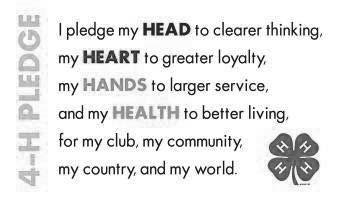 4-H PLEDGE
I pledge my HEAD to clearer thinking,
my HEART to greater loyalty,
my HANDS to larger service,
and my HEALTH to better living,
for my club, my community,
my country, and my world.
H H
H H